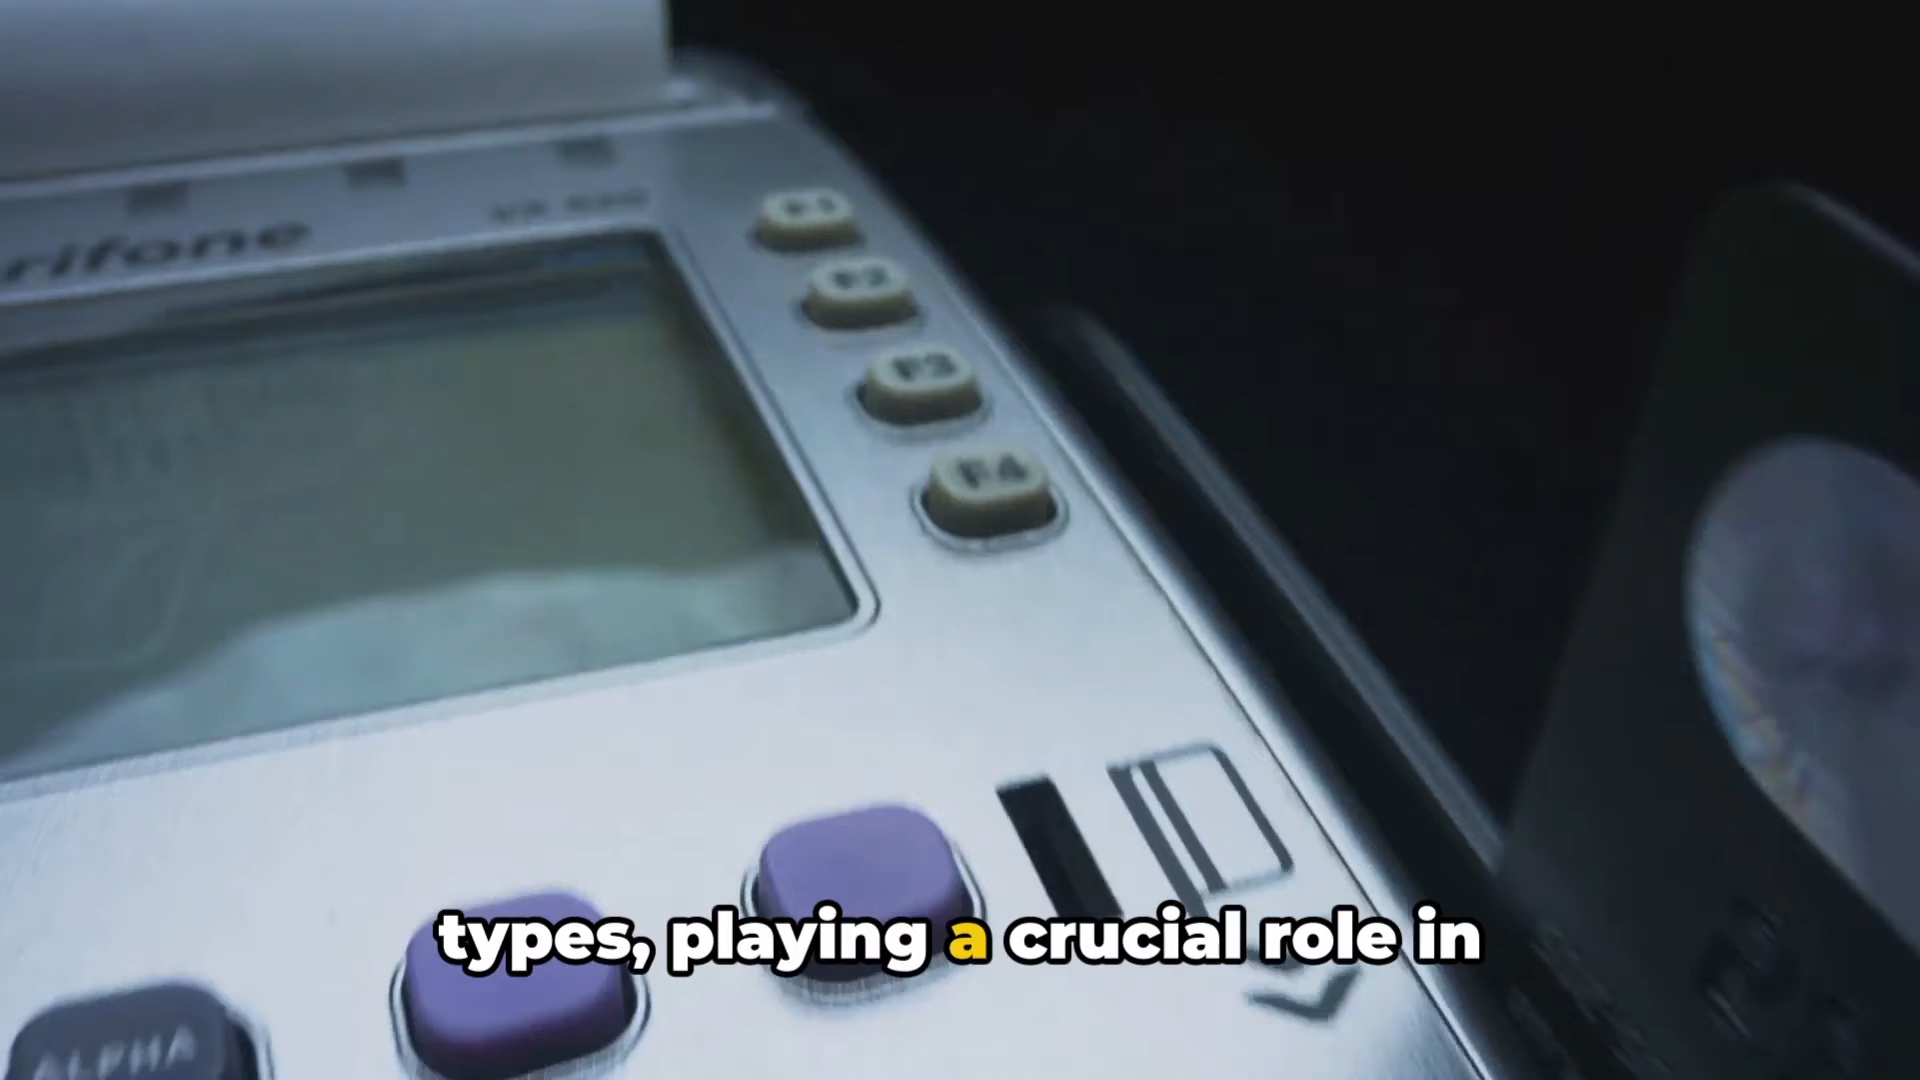 rifone
F1
F2
F3
F4
types, playing a crucial role in
ALPHA